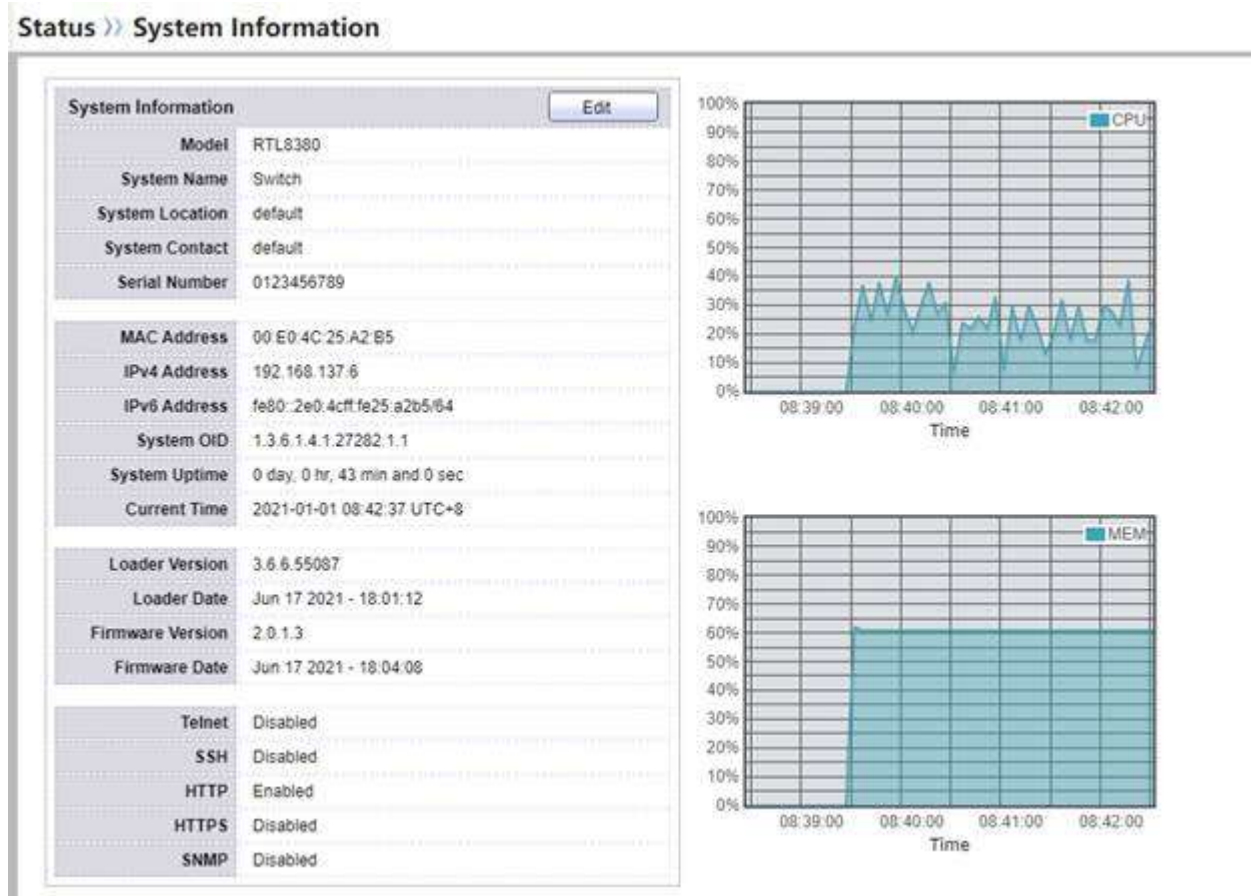 Status » System Information
System Information Edit
Model RTL8380
System Name Switch
System Location default
System Contact default
Serial Number 0123456789
MAC Address 00:E0:4C:25:A2:B5
IPv4 Address 192.168.137.6
IPv6 Address fe80::2e0:4cff:fe25:a2b5/64
System OID 1.3.6.1.4.1.27282.1.1
System Uptime 0 day, 0 hr, 43 min and 0 sec
Current Time 2021-01-01 08:42:37 UTC+8
Loader Version 3.6.6.55087
Loader Date Jun 17 2021 - 18:01:12
Firmware Version 2.0.1.3
Firmware Date Jun 17 2021 - 18:04:08
Telnet Disabled
SSH Disabled
HTTP Enabled
HTTPS Disabled
SNMP Disabled
CPU
100%
90%
80%
70%
60%
50%
40%
30%
20%
10%
0%
08:39:00 08:40:00 08:41:00 08:42:00
Time
MEM
100%
90%
80%
70%
60%
50%
40%
30%
20%
10%
0%
08:39:00 08:40:00 08:41:00 08:42:00
Time